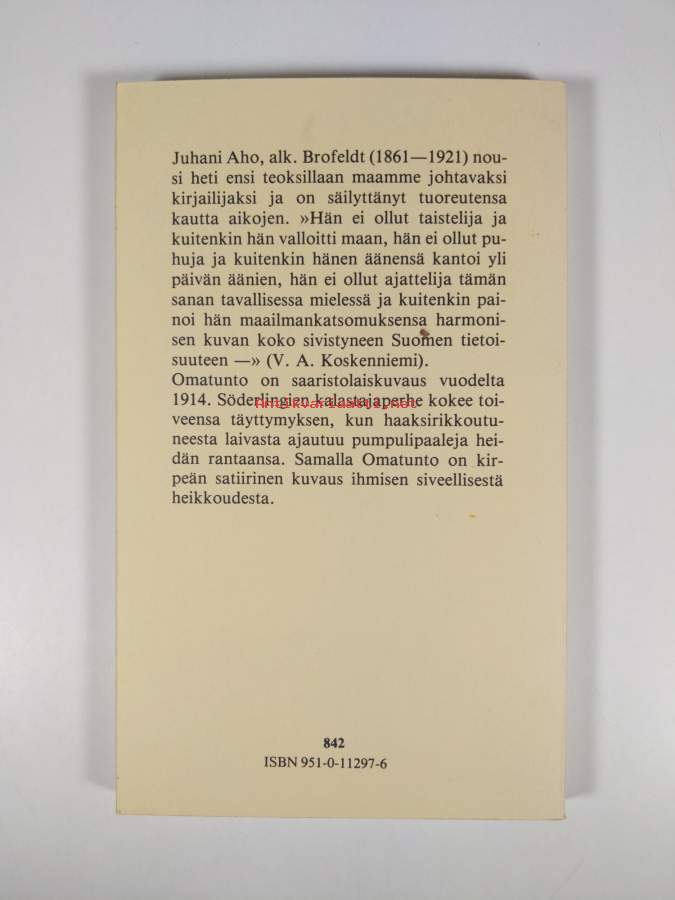 Juhani Aho, alk. Brofeldt (1861—1921) nou-
si heti ensi teoksillaan maamme johtavaksi
kirjailijaksi ja on säilyttänyt tuoreutensa
kautta aikojen. »Hän ei ollut taistelija ja
kuitenkin hän valloitti maan, hän ei ollut pu-
huja ja kuitenkin hänen äänensä kantoi yli
päivän äänien, hän ei ollut ajattelija tämän
sanan tavallisessa mielessä ja kuitenkin pai-
noi hän maailmankatsomuksensa harmoni-
sen kuvan koko sivistyneen Suomen tietoi-
suuteen —» (V. A. Koskenniemi).
Omatunto on saaristolaiskuvaus vuodelta
1914. Söderlingien kalastajaperhe kokee toi-
Antikvariaatti.net
veensa täyttymyksen, kun haaksirikkoutu-
neesta laivasta ajautuu pumpulipaaleja hei-
dän rantaansa. Samalla Omatunto on kir-
peän satiirinen kuvaus ihmisen siveellisestä
heikkoudesta.
842
ISBN 951-0-11297-6